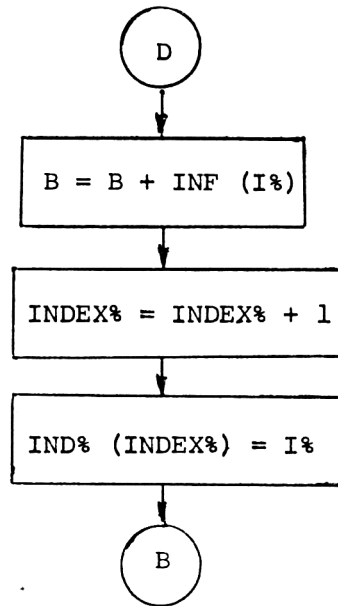 D
B = B + INF (I%)
INDEX% = INDEX% + 1
IND% (INDEX%) = I%
B